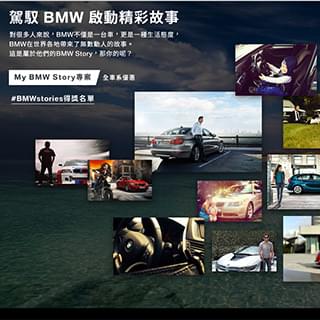 駕馭 BMW 啟動精彩故事
對很多人來說，BMW不僅是一台車，更是一種生活態度，
BMW在世界各地帶來了無數動人的故事。
這是屬於他們的BMW Story，那你的呢？
My BMW Story專案
全車系優惠
#BMWstories得獎名單